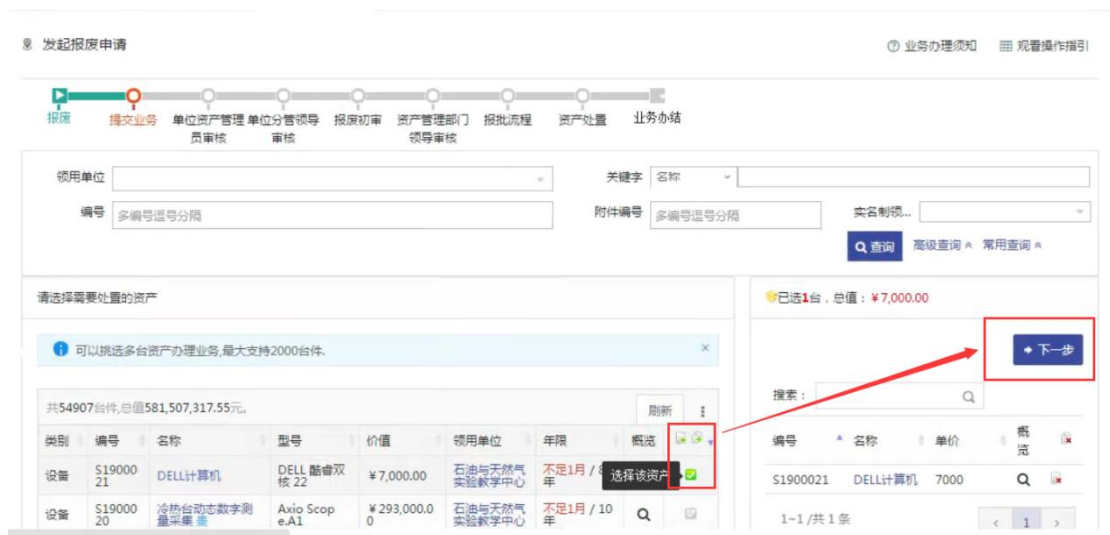 发起报废申请
业务办理须知 观看操作指引
报废 提交业务 单位资产管理员审核 单位分管领导审核 报废初审 资产管理部门领导审核 报批流程 资产处置 业务办结
领用单位 关键字 名称
编号 多编号逗号分隔 附件编号 多编号逗号分隔 实名制领...
查询 高级查询 常用查询
请选择需要处置的资产
已选1台，总值：￥7,000.00
可以挑选多台资产办理业务,最大支持2000台件. ×
下一步
共54907台件,总值581,507,317.55元。 刷新
搜索：
类别 编号 名称 型号 价值 领用单位 年限 概览
编号 名称 单价 概览
设备 S1900021 DELL计算机 DELL 酷睿双核 22 ￥7,000.00 石油与天然气实验教学中心 不足1月 / 年
选择该资产
S1900021 DELL计算机 7000
设备 S1900020 冷热台动态数字测量采集 贵 Axio Scope.A1 ￥293,000.00 石油与天然气实验教学中心 不足1月 / 10年
1~1 /共 1 条 ‹ 1 ›